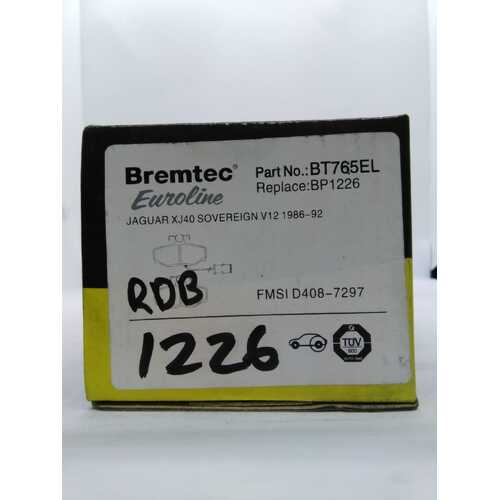 Bremtec®
Euroline
Part No.:BT765EL
Replace:BP1226
JAGUAR XJ40 SOVEREIGN V12 1986-92
RDB
FMSI D408-7297
1226
TÜV